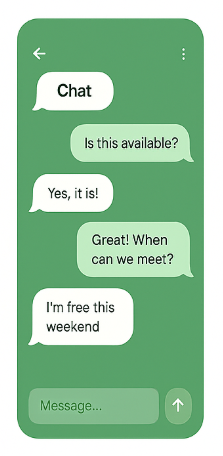 Chat
Is this available?
Yes, it is!
Great! When
can we meet?
I'm free this
weekend
Message...